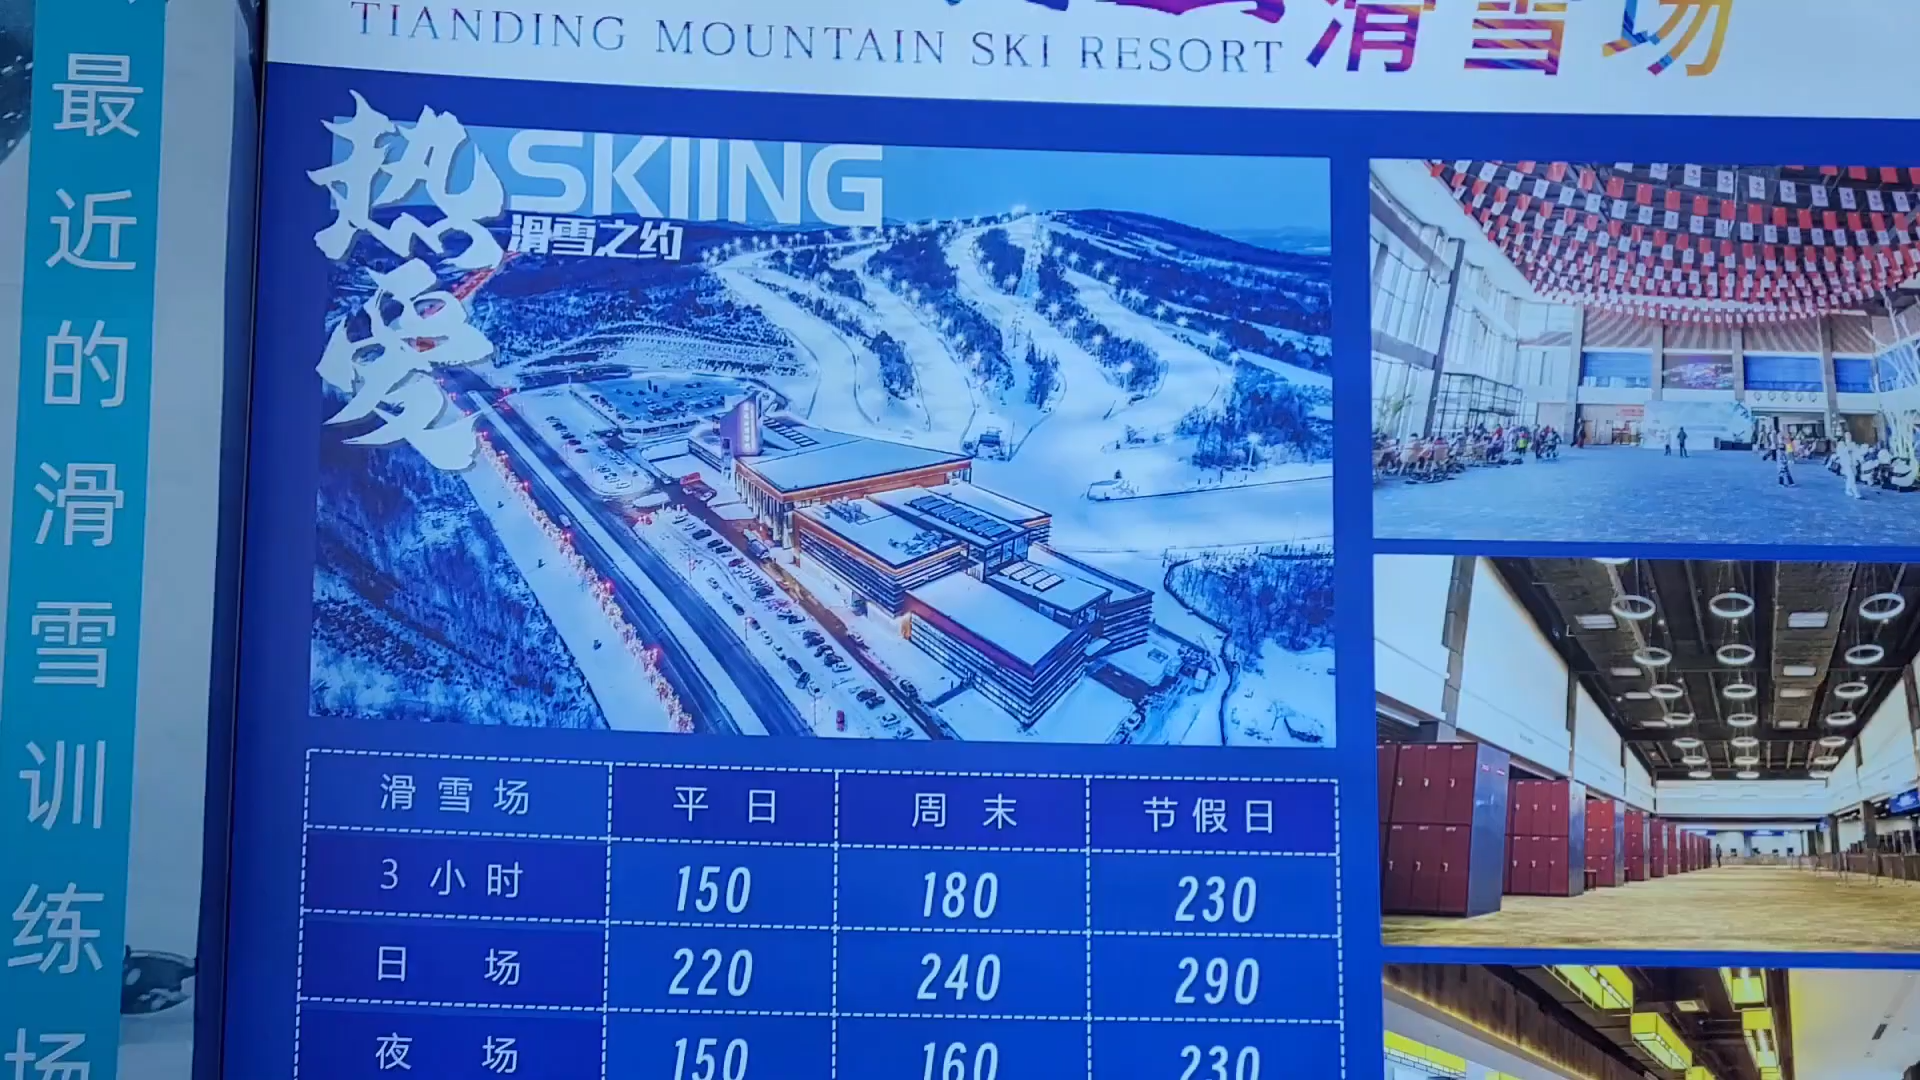 最近的滑雪训练场
TIANDING MOUNTAIN SKI RESORT 滑雪场
热雪 SKIING
滑雪之约
滑雪场 平日 周末 节假日
3小时 150 180 230
日场 220 240 290
夜场 150 160 230